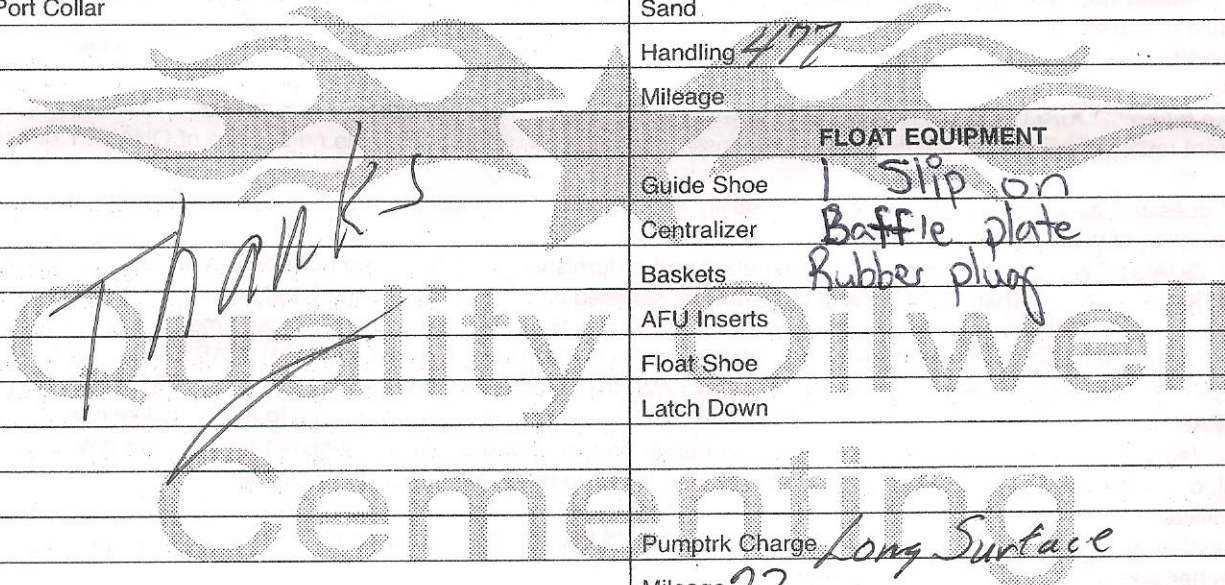 Port Collar
Sand
Handling 477
Mileage
FLOAT EQUIPMENT
Guide Shoe 1 Slip on
Centralizer Baffle plate
Baskets Rubber plug
AFU Inserts
Float Shoe
Latch Down
Thanks
Quality Oilwell
Cementing
Pumptrk Charge Long Surface
Mileage 22